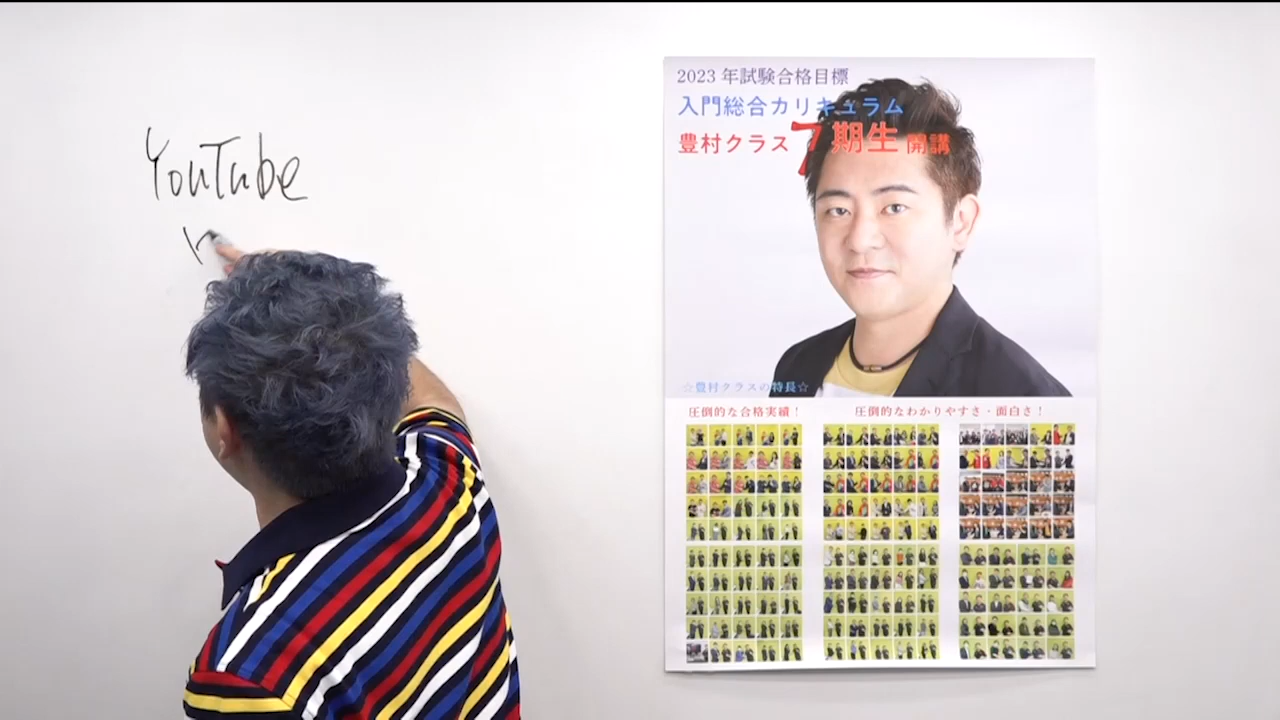 YouTube
2023 年試験合格目標
入門総合カリキュラム
豊村クラス7期生 開講
☆豊村クラスの特長☆
圧倒的な合格実績！
圧倒的なわかりやすさ・面白さ！